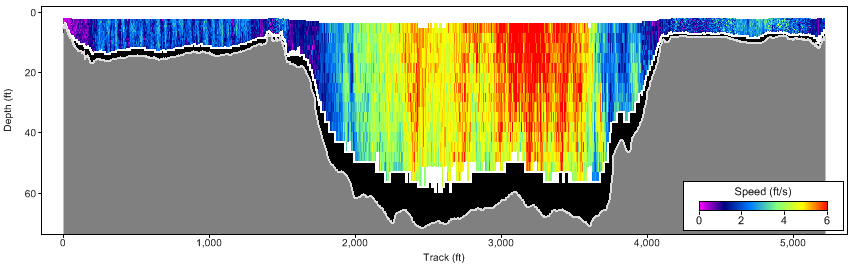 0
20
40
60
Depth (ft)
Speed (ft/s)
0 2 4 6
0 1,000 2,000 3,000 4,000 5,000
Track (ft)